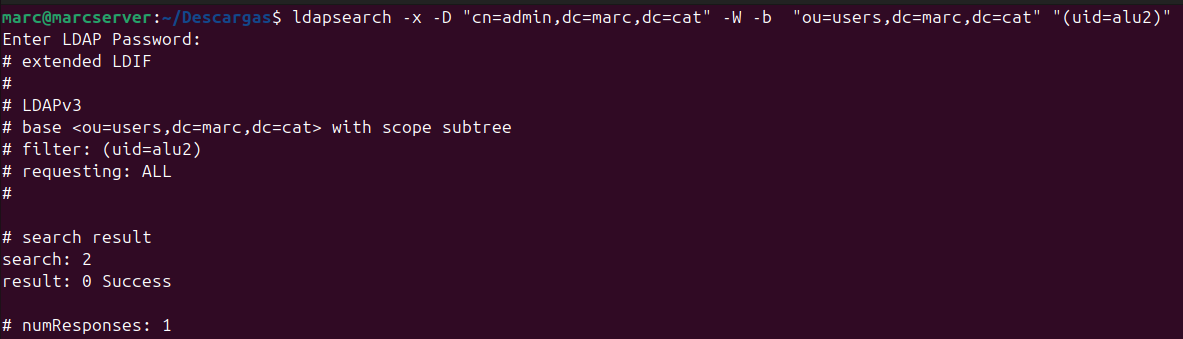 marc@marcserver:~/Descargas$ ldapsearch -x -D "cn=admin,dc=marc,dc=cat" -W -b  "ou=users,dc=marc,dc=cat" "(uid=alu2)"
Enter LDAP Password:
# extended LDIF
#
# LDAPv3
# base <ou=users,dc=marc,dc=cat> with scope subtree
# filter: (uid=alu2)
# requesting: ALL
#
# search result
search: 2
result: 0 Success
# numResponses: 1